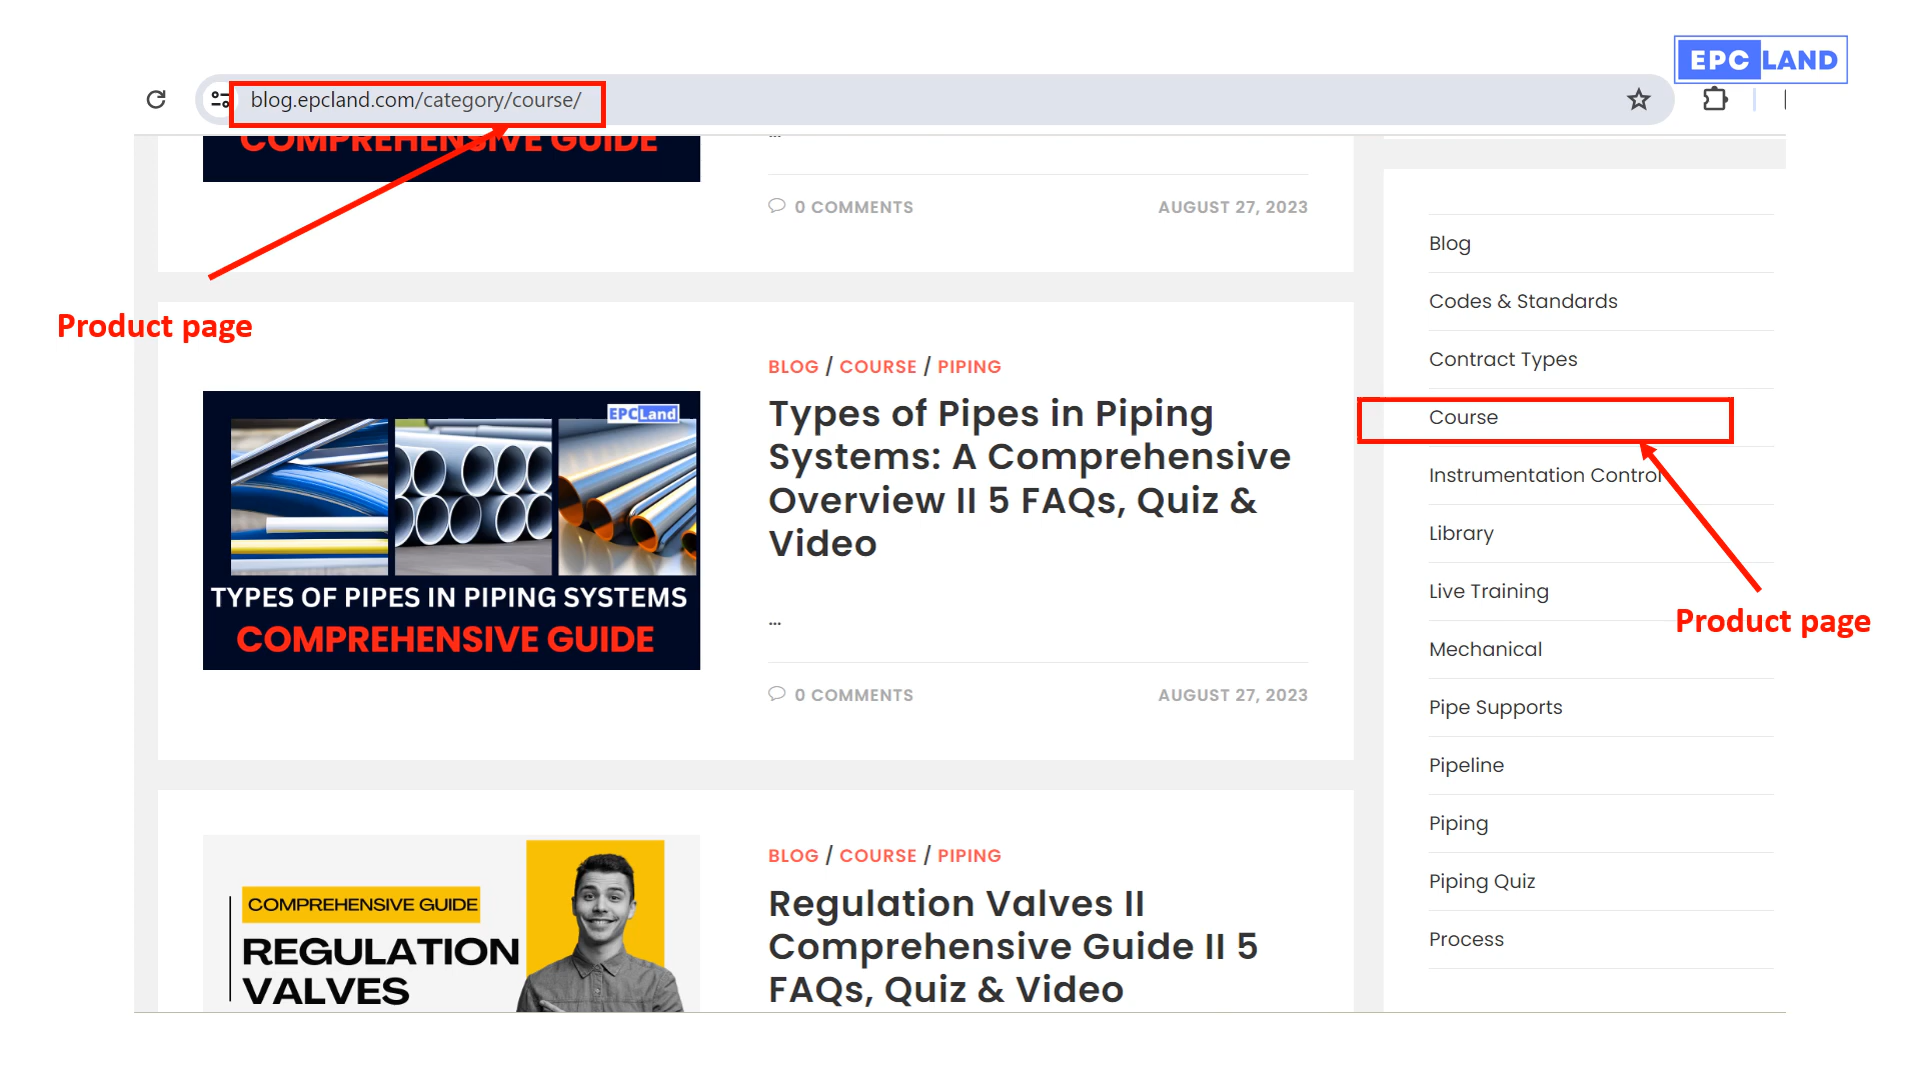 EPC LAND
blog.epcland.com/category/course/
COMPREHENSIVE GUIDE
...
0 COMMENTS
AUGUST 27, 2023
Product page
BLOG / COURSE / PIPING
Types of Pipes in Piping
Systems: A Comprehensive
Overview II 5 FAQs, Quiz &
Video
...
0 COMMENTS
AUGUST 27, 2023
EPCLand
TYPES OF PIPES IN PIPING SYSTEMS
COMPREHENSIVE GUIDE
BLOG / COURSE / PIPING
Regulation Valves II
Comprehensive Guide II 5
FAQs, Quiz & Video
COMPREHENSIVE GUIDE
REGULATION
VALVES
Blog
Codes & Standards
Contract Types
Course
Instrumentation Control
Library
Live Training
Product page
Mechanical
Pipe Supports
Pipeline
Piping
Piping Quiz
Process